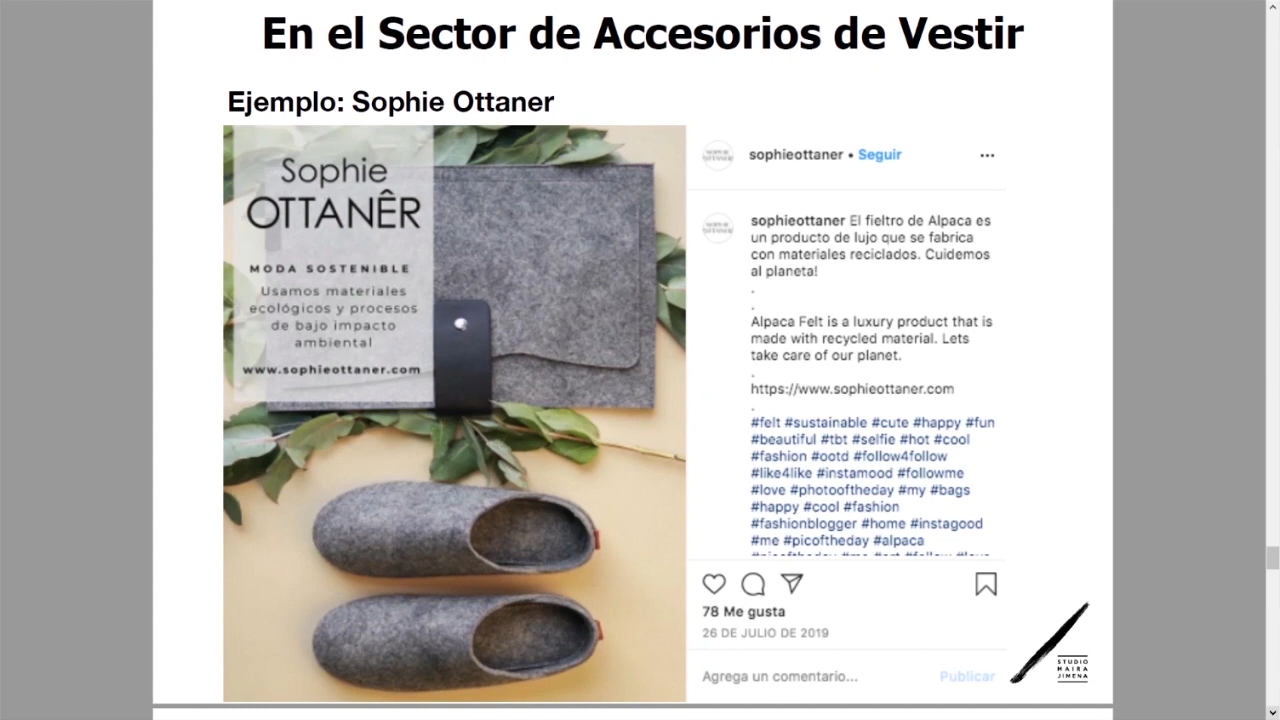 En el Sector de Accesorios de Vestir
Ejemplo: Sophie Ottaner
Sophie
OTTANÊR
MODA SOSTENIBLE
Usamos materiales
ecológicos y procesos
de bajo impacto
ambiental
www.sophieottaner.com
sophieottaner • Seguir
sophieottaner El fieltro de Alpaca es
un producto de lujo que se fabrica
con materiales reciclados. Cuidemos
al planeta!
.
.
Alpaca Felt is a luxury product that is
made with recycled material. Lets
take care of our planet.
.
https://www.sophieottaner.com
.
#felt #sustainable #cute #happy #fun
#beautiful #tbt #selfie #hot #cool
#fashion #ootd #follow4follow
#like4like #instamood #followme
#love #photooftheday #my #bags
#happy #cool #fashion
#fashionblogger #home #instagood
#me #picoftheday #alpaca
78 Me gusta
26 DE JULIO DE 2019
Agrega un comentario... Publicar
STUDIO
MAIRA
JIMENA